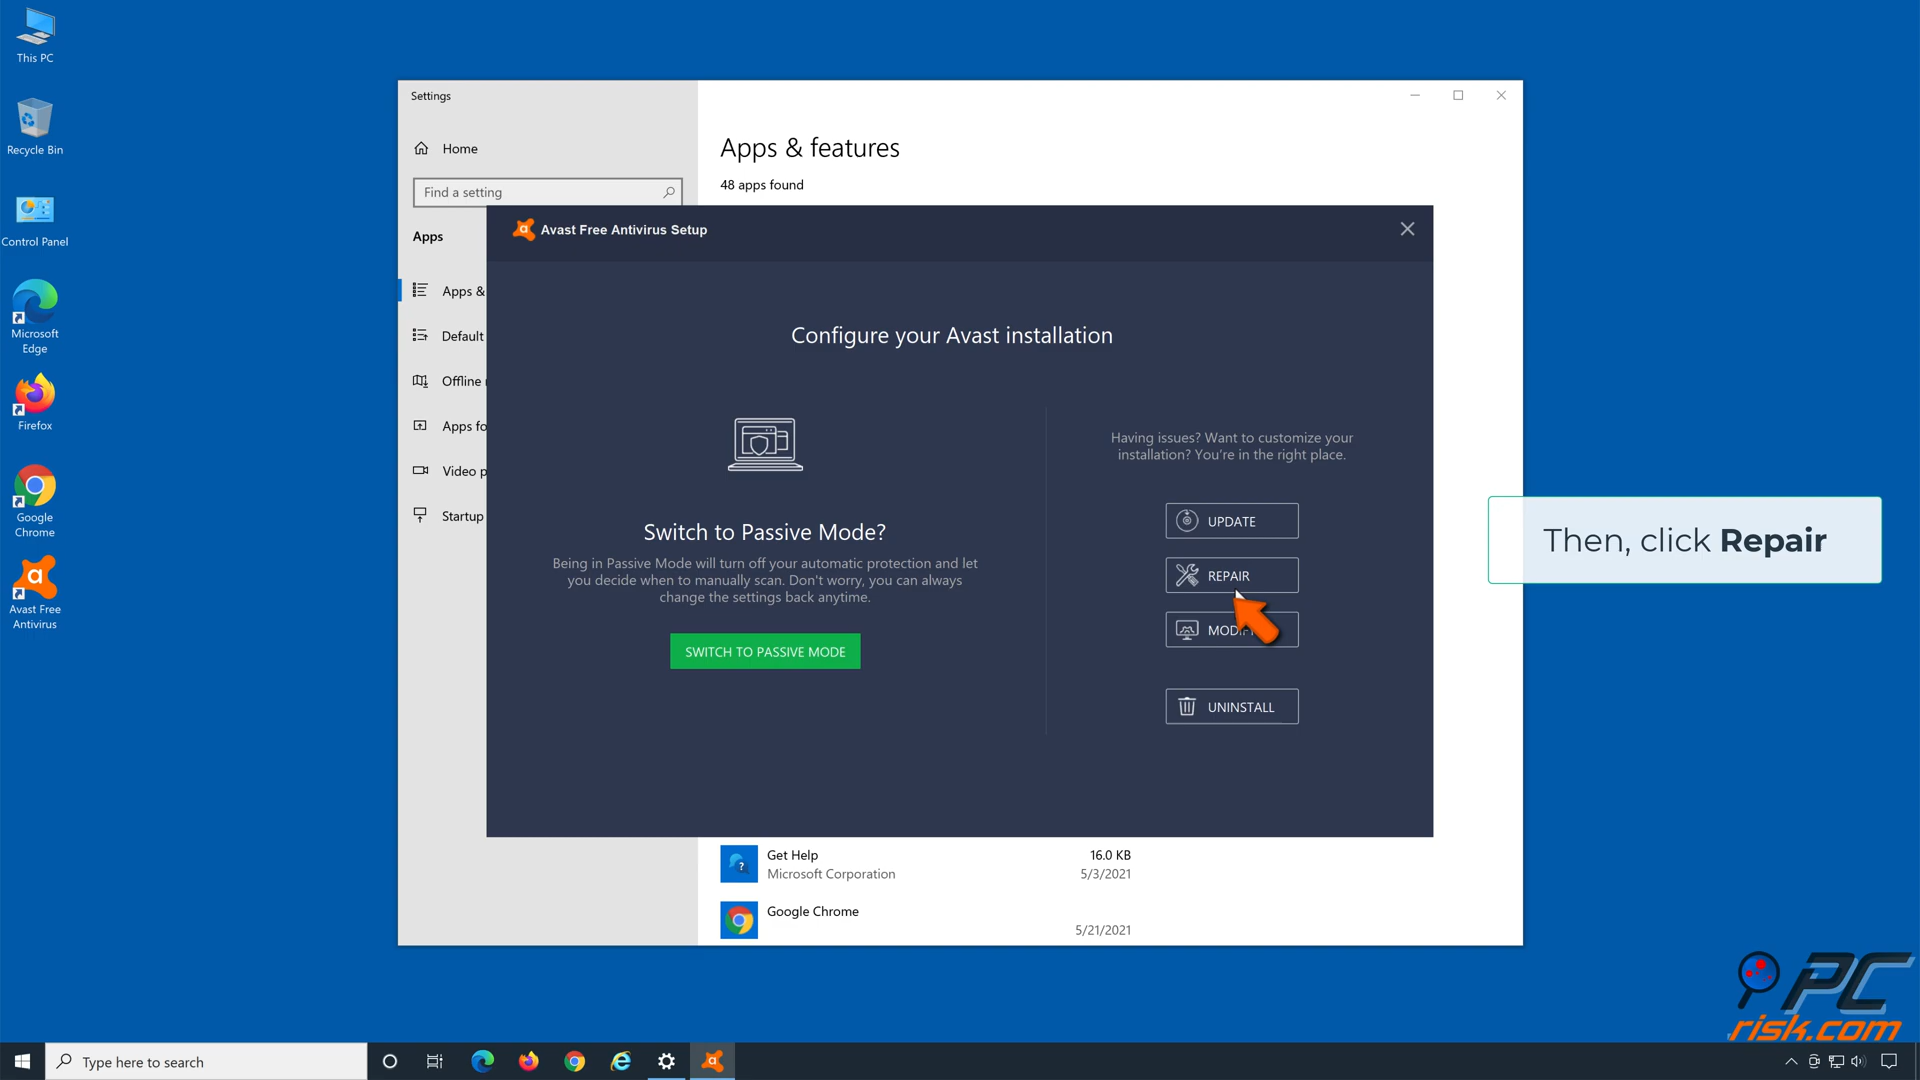 This PC
Recycle Bin
Control Panel
Microsoft
Edge
Firefox
Google
Chrome
Avast Free
Antivirus
Settings
Home
Find a setting
Apps
Apps &
Default
Offline
Apps fo
Video p
Startup
Apps & features
48 apps found
Avast Free Antivirus Setup
Configure your Avast installation
Switch to Passive Mode?
Being in Passive Mode will turn off your automatic protection and let
you decide when to manually scan. Don't worry, you can always
change the settings back anytime.
SWITCH TO PASSIVE MODE
Having issues? Want to customize your
installation? You're in the right place.
UPDATE
REPAIR
MODIFY
UNINSTALL
Then, click Repair
Get Help
16.0 KB
Microsoft Corporation
5/3/2021
Google Chrome
5/21/2021
PC
risk.com
Type here to search